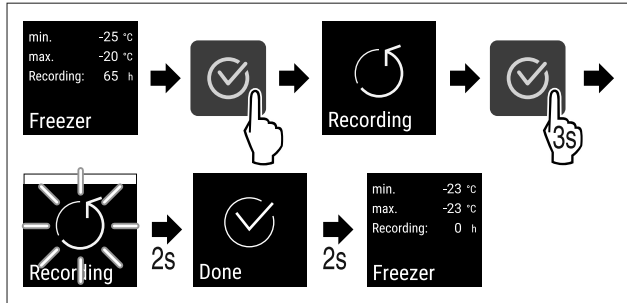 min. -25 °C
max. -20 °C
Recording: 65 h
Freezer
Recording
3s
Recording
2s
Done
2s
min. -23 °C
max. -23 °C
Recording: 0 h
Freezer